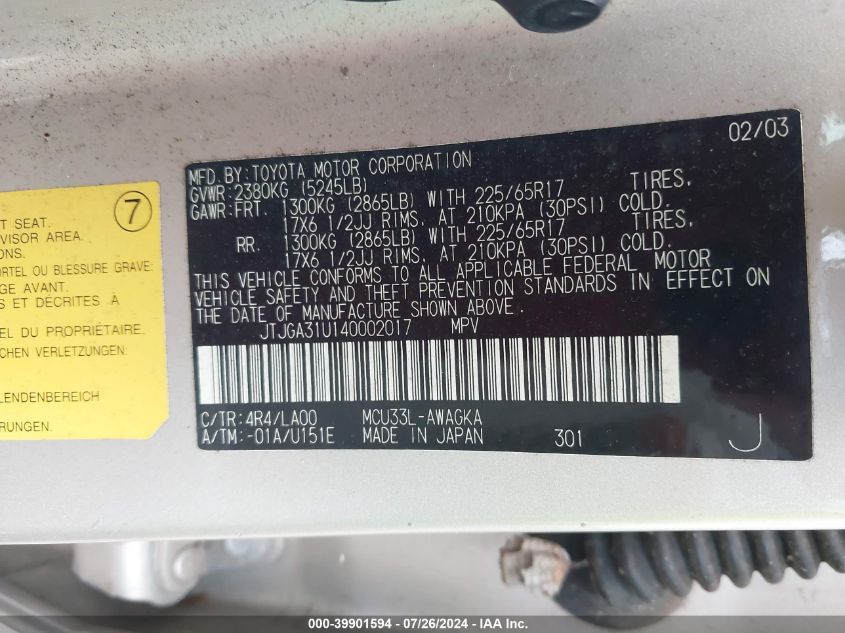 7
T SEAT.
VISOR AREA.
ONS.
ORTEL OU BLESSURE GRAVE
GE AVANT.
S ET DÉCRITES À
EL DU PROPRIÉTAIRE.
CHEN VERLETZUNGEN:
LENDENBEREICH
RUNGEN.
02/03
MFD. BY:TOYOTA MOTOR CORPORATION
GVWR:2380KG (5245LB)
GAWR:FRT. 1300KG (2865LB) WITH 225/65R17 TIRES,
17X6 1/2JJ RIMS, AT 210KPA (30PSI) COLD.
RR. 1300KG (2865LB) WITH 225/65R17 TIRES,
17X6 1/2JJ RIMS, AT 210KPA (30PSI) COLD.
THIS VEHICLE CONFORMS TO ALL APPLICABLE FEDERAL MOTOR
VEHICLE SAFETY AND THEFT PREVENTION STANDARDS IN EFFECT ON
THE DATE OF MANUFACTURE SHOWN ABOVE.
JTJGA31U140002017 MPV
C/TR:4R4/LA00 MCU33L-AWAGKA
A/TM:-01A/U151E MADE IN JAPAN 301 J
000-39901594 - 07/26/2024 - IAA Inc.